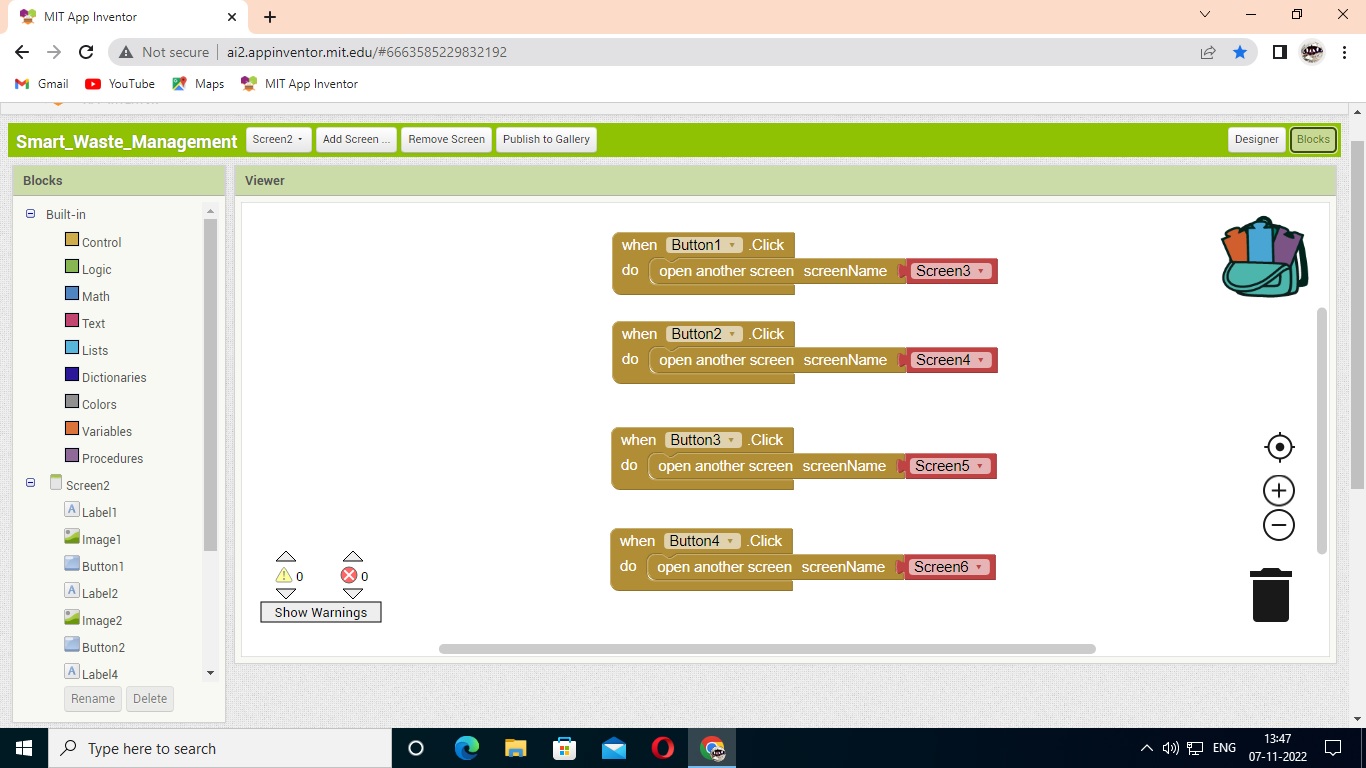 MIT App Inventor
Not secure ai2.appinventor.mit.edu/#6663585229832192
Gmail YouTube Maps MIT App Inventor
Smart_Waste_Management Screen2 Add Screen ... Remove Screen Publish to Gallery Designer Blocks
Blocks Viewer
Built-in
Control
Logic
Math
Text
Lists
Dictionaries
Colors
Variables
Procedures
Screen2
Label1
Image1
Button1
Label2
Image2
Button2
Label4
Rename Delete
when Button1 .Click
do open another screen screenName Screen3
when Button2 .Click
do open another screen screenName Screen4
when Button3 .Click
do open another screen screenName Screen5
when Button4 .Click
do open another screen screenName Screen6
0 0
Show Warnings
Type here to search
ENG
13:47
07-11-2022